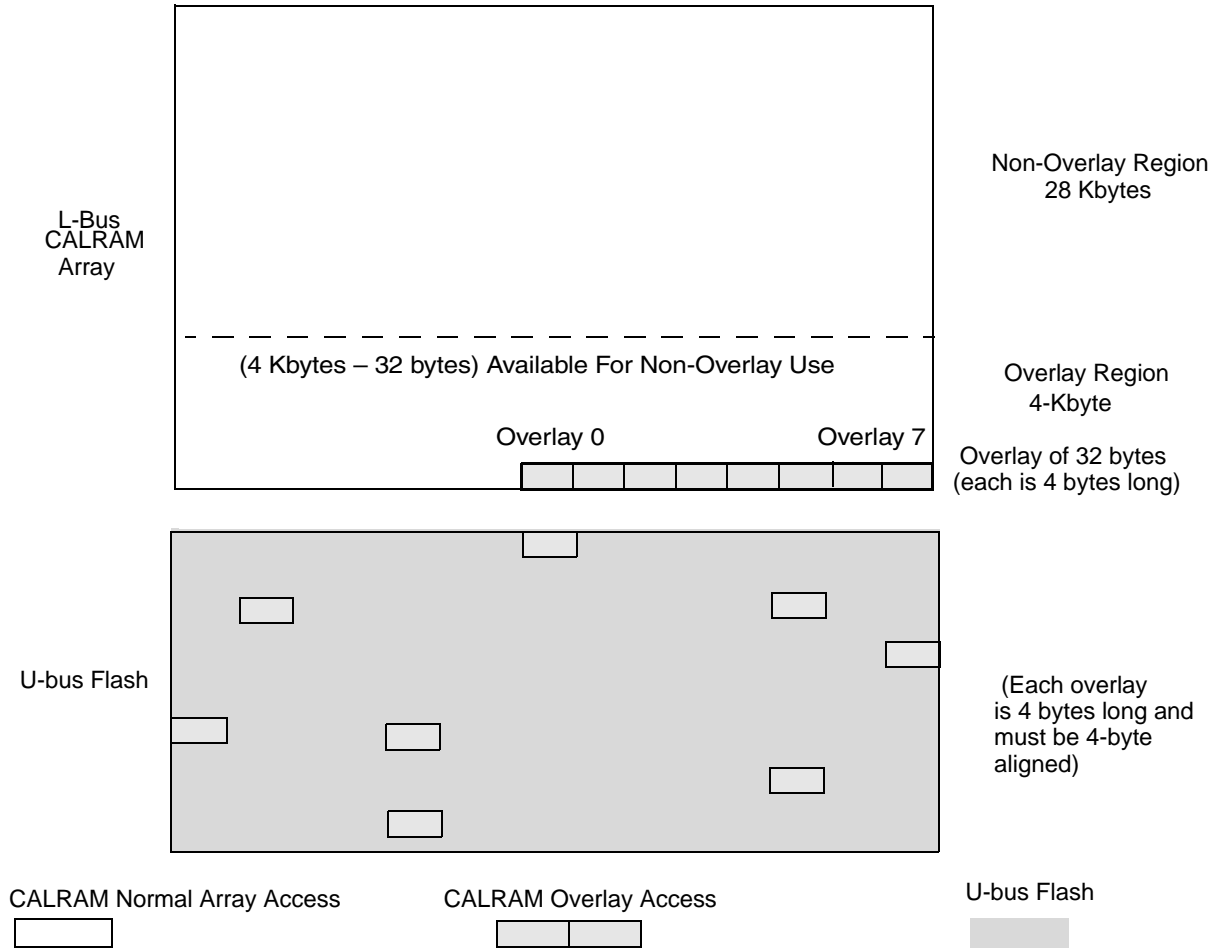 Non-Overlay Region
28 Kbytes
L-Bus
CALRAM
Array
(4 Kbytes – 32 bytes) Available For Non-Overlay Use
Overlay Region
4-Kbyte
Overlay 0
Overlay 7
Overlay of 32 bytes
(each is 4 bytes long)
U-bus Flash
(Each overlay
is 4 bytes long and
must be 4-byte
aligned)
CALRAM Normal Array Access
CALRAM Overlay Access
U-bus Flash